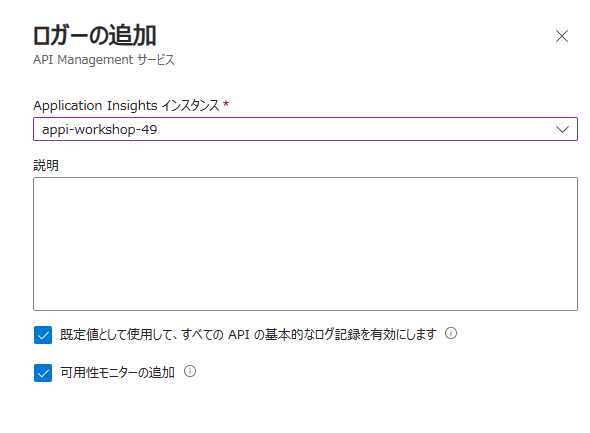 ロガーの追加
API Management サービス
Application Insights インスタンス *
appi-workshop-49
説明
既定値として使用して、すべての API の基本的なログ記録を有効にします
可用性モニターの追加